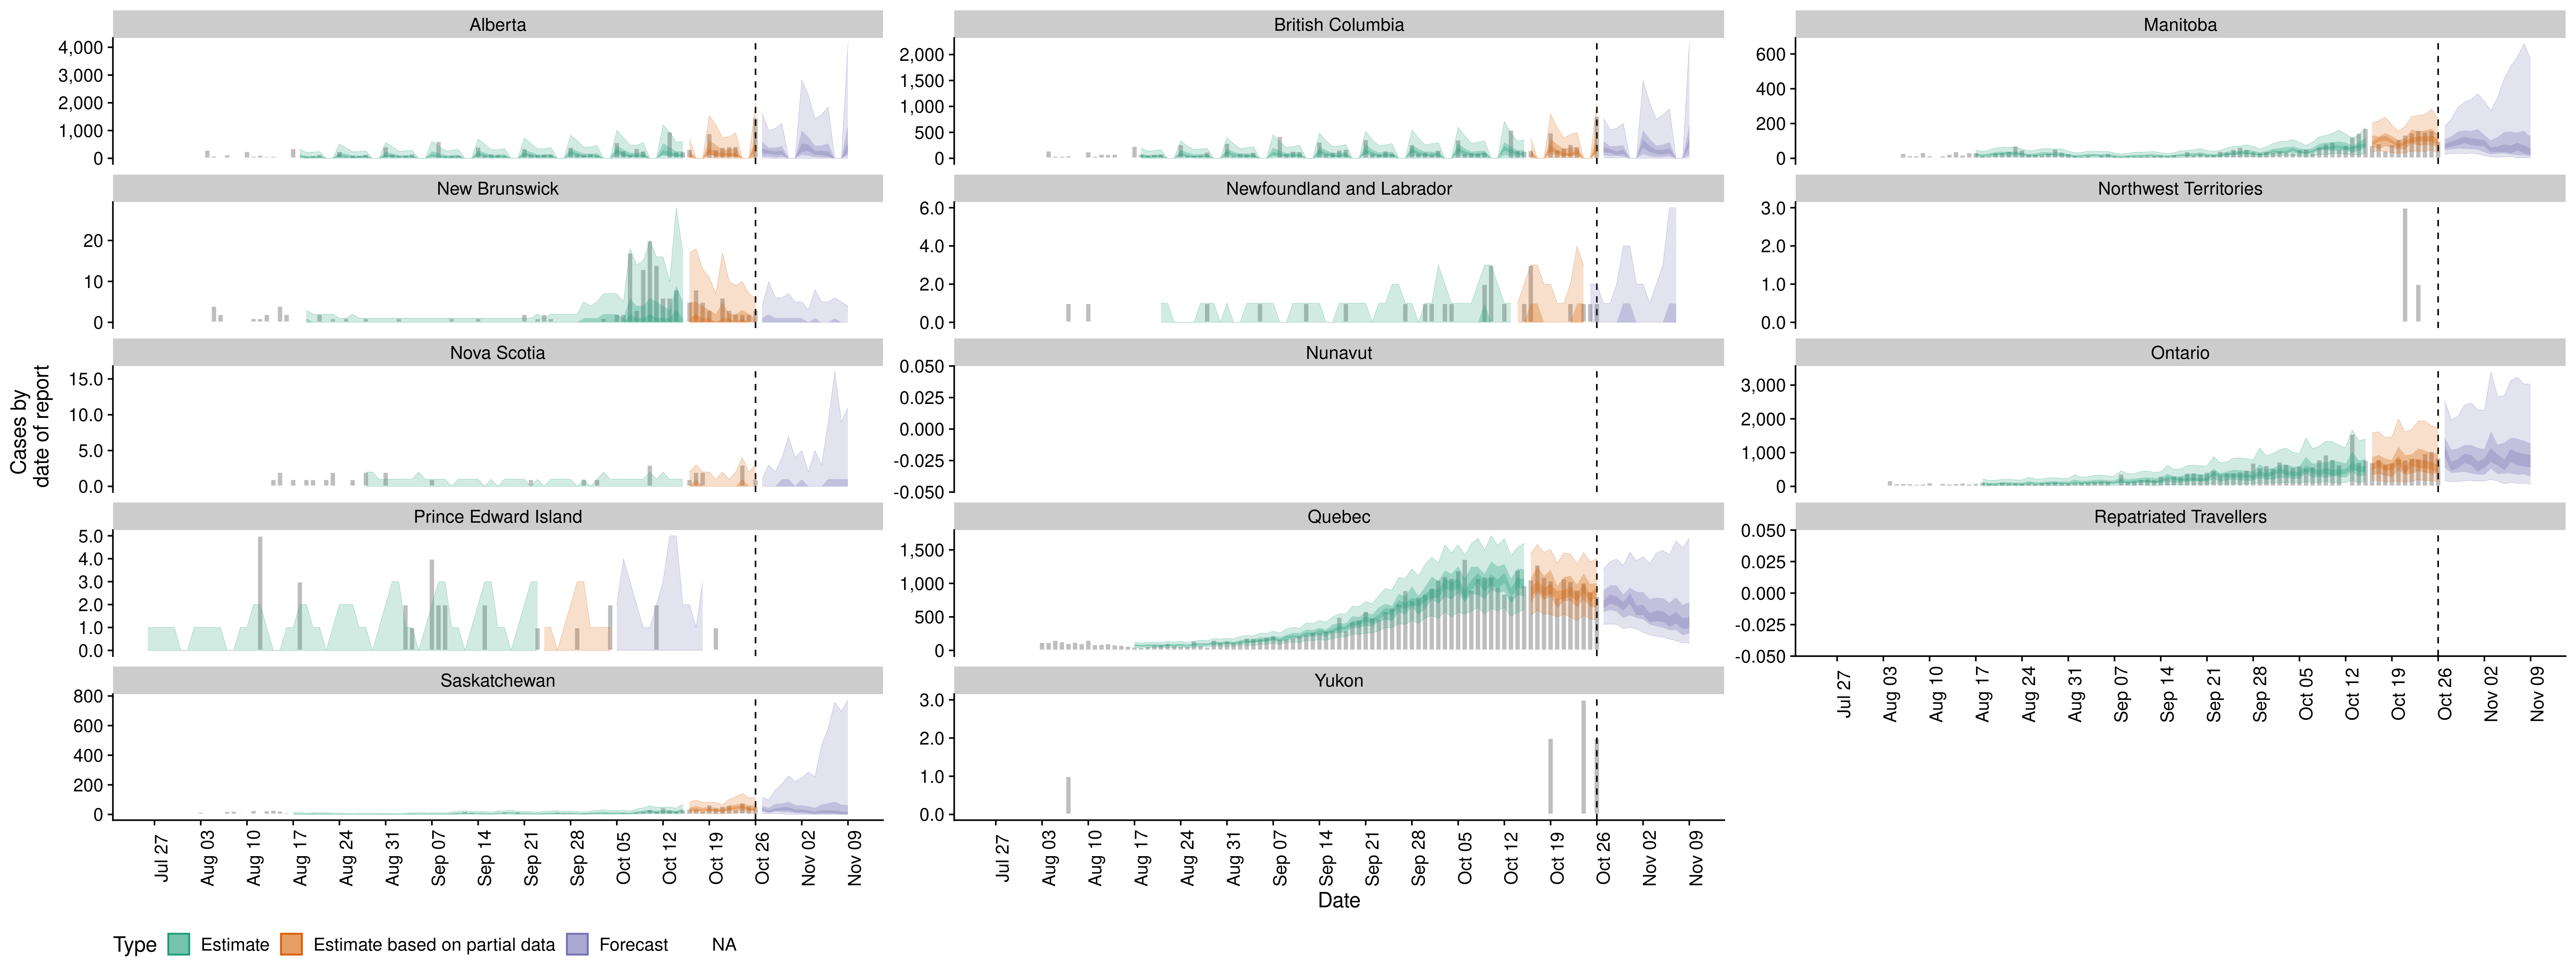 Alberta
British Columbia
Manitoba
4,000
3,000
2,000
1,000
0
2,000
1,500
1,000
500
0
600
400
200
0
New Brunswick
Newfoundland and Labrador
Northwest Territories
20
10
0
6.0
4.0
2.0
0.0
3.0
2.0
1.0
0.0
Nova Scotia
Nunavut
Ontario
15.0
10.0
5.0
0.0
0.050
0.025
0.000
-0.025
-0.050
3,000
2,000
1,000
0
Cases by
date of report
Prince Edward Island
Quebec
Repatriated Travellers
5.0
4.0
3.0
2.0
1.0
0.0
1,500
1,000
500
0
0.050
0.025
0.000
-0.025
-0.050
Jul 27
Aug 03
Aug 10
Aug 17
Aug 24
Aug 31
Sep 07
Sep 14
Sep 21
Sep 28
Oct 05
Oct 12
Oct 19
Oct 26
Nov 02
Nov 09
Saskatchewan
Yukon
800
600
400
200
0
3.0
2.0
1.0
0.0
Jul 27
Aug 03
Aug 10
Aug 17
Aug 24
Aug 31
Sep 07
Sep 14
Sep 21
Sep 28
Oct 05
Oct 12
Oct 19
Oct 26
Nov 02
Nov 09
Jul 27
Aug 03
Aug 10
Aug 17
Aug 24
Aug 31
Sep 07
Sep 14
Sep 21
Sep 28
Oct 05
Oct 12
Oct 19
Oct 26
Nov 02
Nov 09
Date
Type Estimate Estimate based on partial data Forecast NA